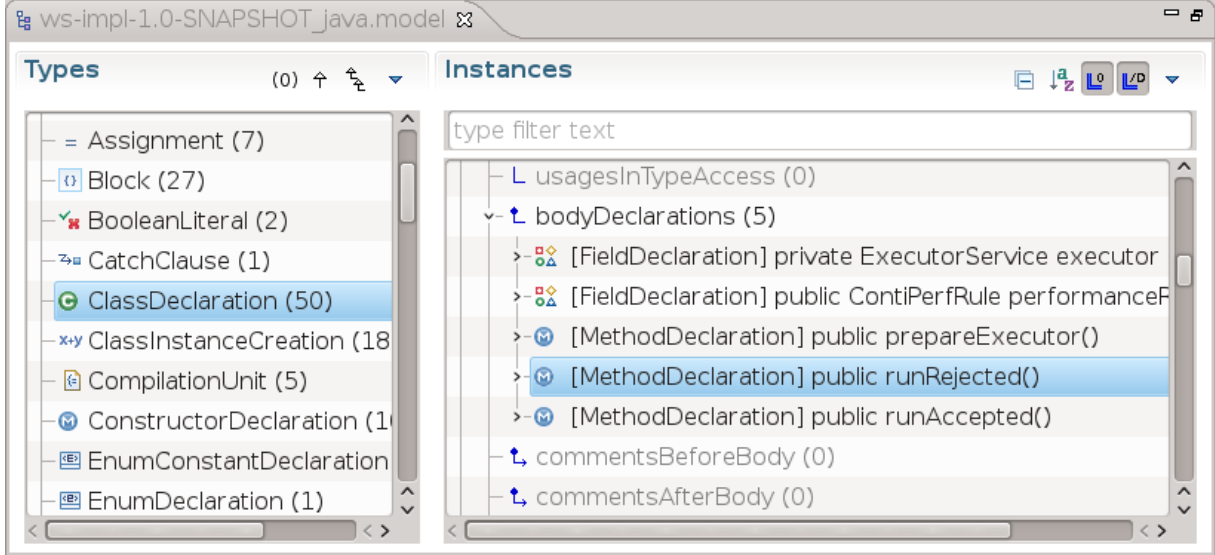 ws-impl-1.0-SNAPSHOT_java.model
Types
(0)
Assignment (7)
Block (27)
BooleanLiteral (2)
CatchClause (1)
ClassDeclaration (50)
ClassInstanceCreation (18
CompilationUnit (5)
ConstructorDeclaration (1
EnumConstantDeclaration
EnumDeclaration (1)
Instances
type filter text
usagesInTypeAccess (0)
bodyDeclarations (5)
[FieldDeclaration] private ExecutorService executor
[FieldDeclaration] public ContiPerfRule performanceR
[MethodDeclaration] public prepareExecutor()
[MethodDeclaration] public runRejected()
[MethodDeclaration] public runAccepted()
commentsBeforeBody (0)
commentsAfterBody (0)